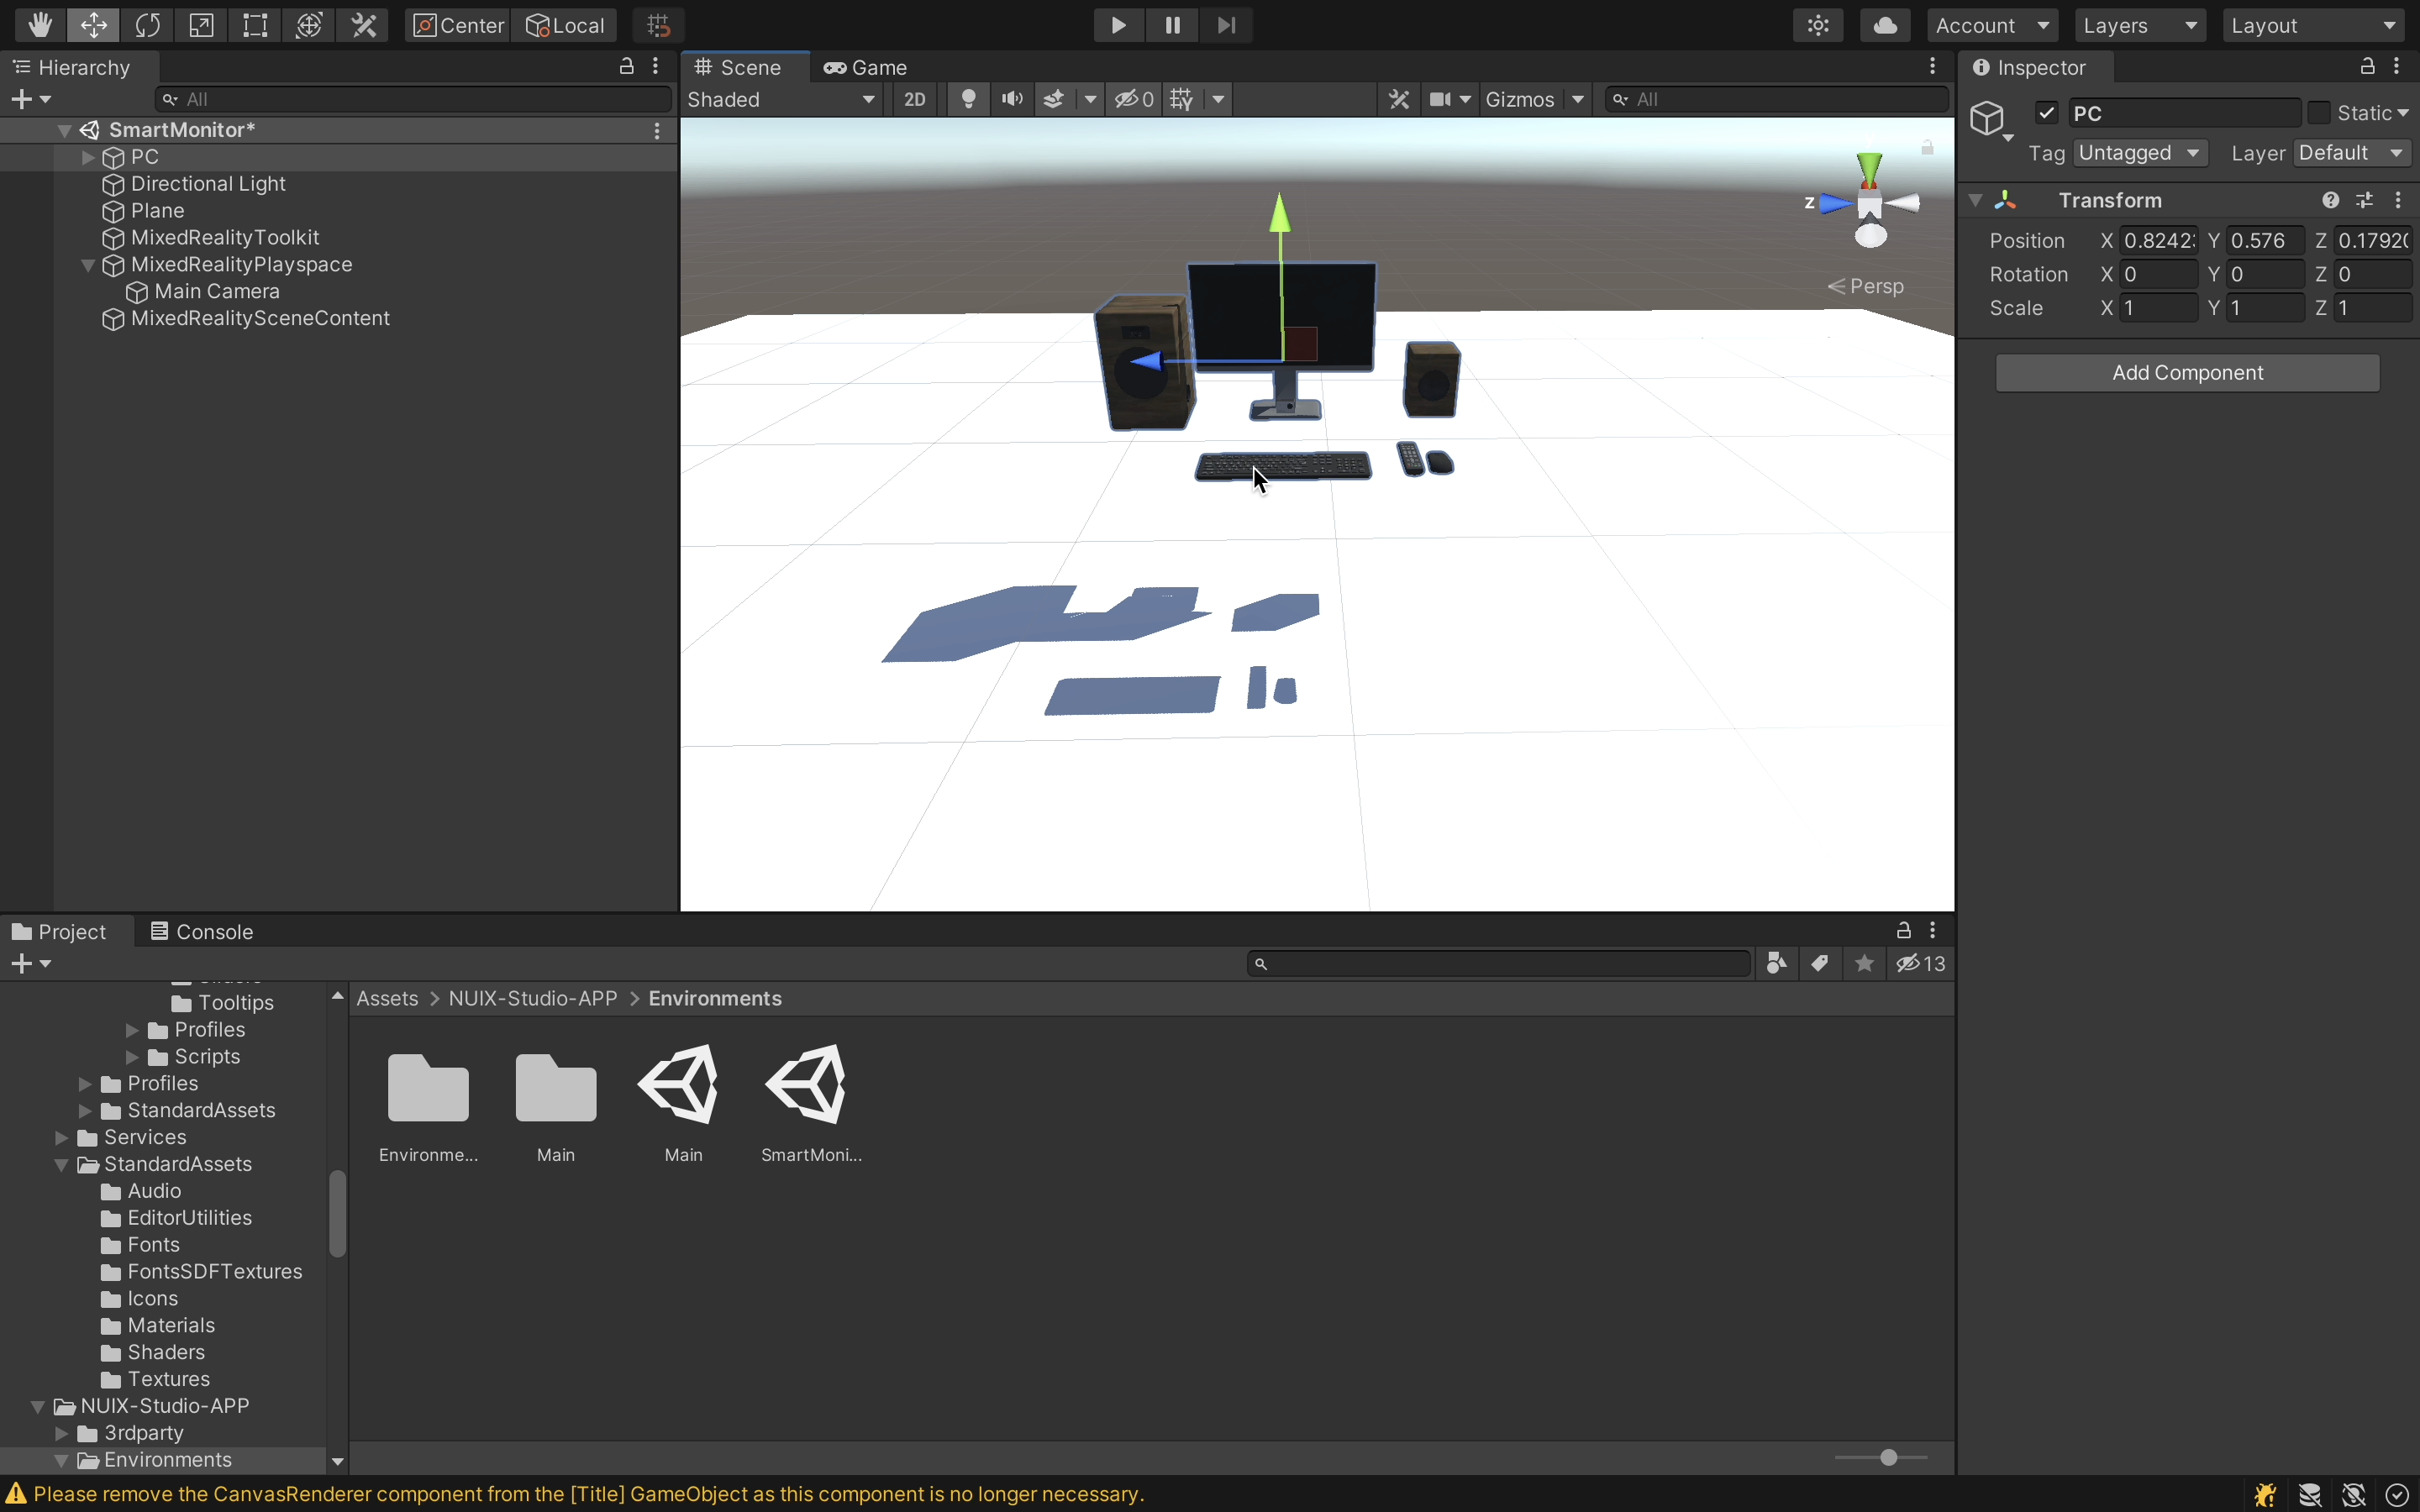 Center Local Account Layers Layout
Hierarchy
All
SmartMonitor*
PC
Directional Light
Plane
MixedRealityToolkit
MixedRealityPlayspace
Main Camera
MixedRealitySceneContent
Scene Game
Shaded 2D 0 Gizmos All
Z
Persp
Inspector
PC Static
Tag Untagged Layer Default
Transform
Position X 0.8242 Y 0.576 Z 0.1792
Rotation X 0 Y 0 Z 0
Scale X 1 Y 1 Z 1
Add Component
Project Console
13
Tooltips
Profiles
Scripts
Profiles
StandardAssets
Services
StandardAssets
Audio
EditorUtilities
Fonts
FontsSDFTextures
Icons
Materials
Shaders
Textures
NUIX-Studio-APP
3rdparty
Environments
Assets > NUIX-Studio-APP > Environments
Environme... Main Main SmartMoni...
Please remove the CanvasRenderer component from the [Title] GameObject as this component is no longer necessary.